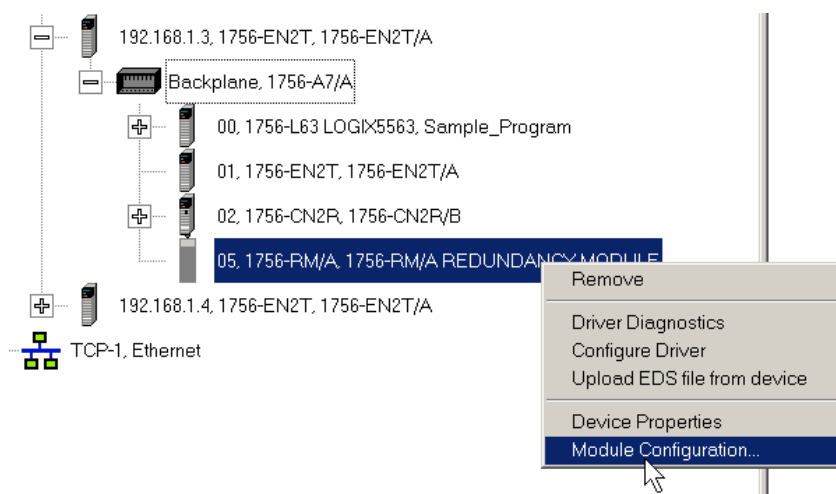 192.168.1.3, 1756-EN2T, 1756-EN2T/A
Backplane, 1756-A7/A
00, 1756-L63 LOGIX5563, Sample_Program
01, 1756-EN2T, 1756-EN2T/A
02, 1756-CN2R, 1756-CN2R/B
05, 1756-RM/A, 1756-RM/A REDUNDANCY MODULE
192.168.1.4, 1756-EN2T, 1756-EN2T/A
TCP-1, Ethernet
Remove
Driver Diagnostics
Configure Driver
Upload EDS file from device
Device Properties
Module Configuration...